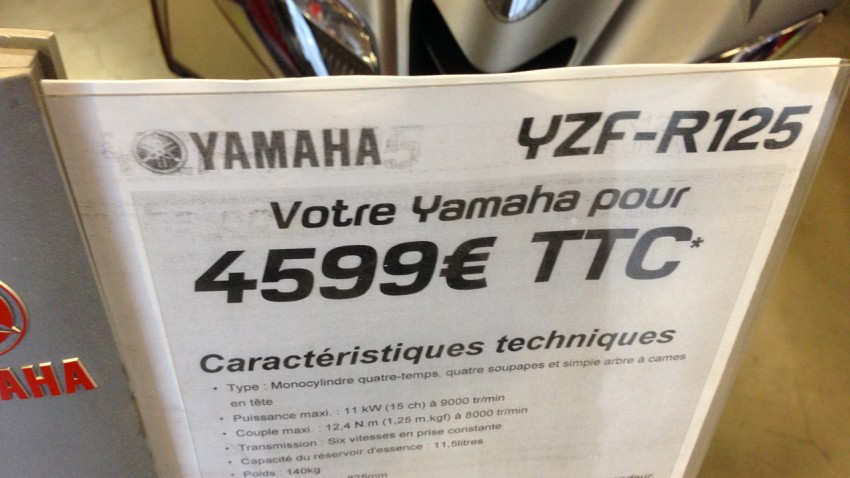 YAMAHA
YZF-R125
Votre Yamaha pour
4599€ TTC*
Caractéristiques techniques
• Type : Monocylindre quatre-temps, quatre soupapes et simple arbre à cames
en tête
• Puissance maxi. : 11 kW (15 ch) à 9000 tr/min
• Couple maxi. : 12,4 N.m (1,25 m.kgf) à 8000 tr/min
• Transmission : Six vitesses en prise constante
• Capacité du réservoir d'essence : 11,5litres
• Poids : 140kg
825mm
AHA